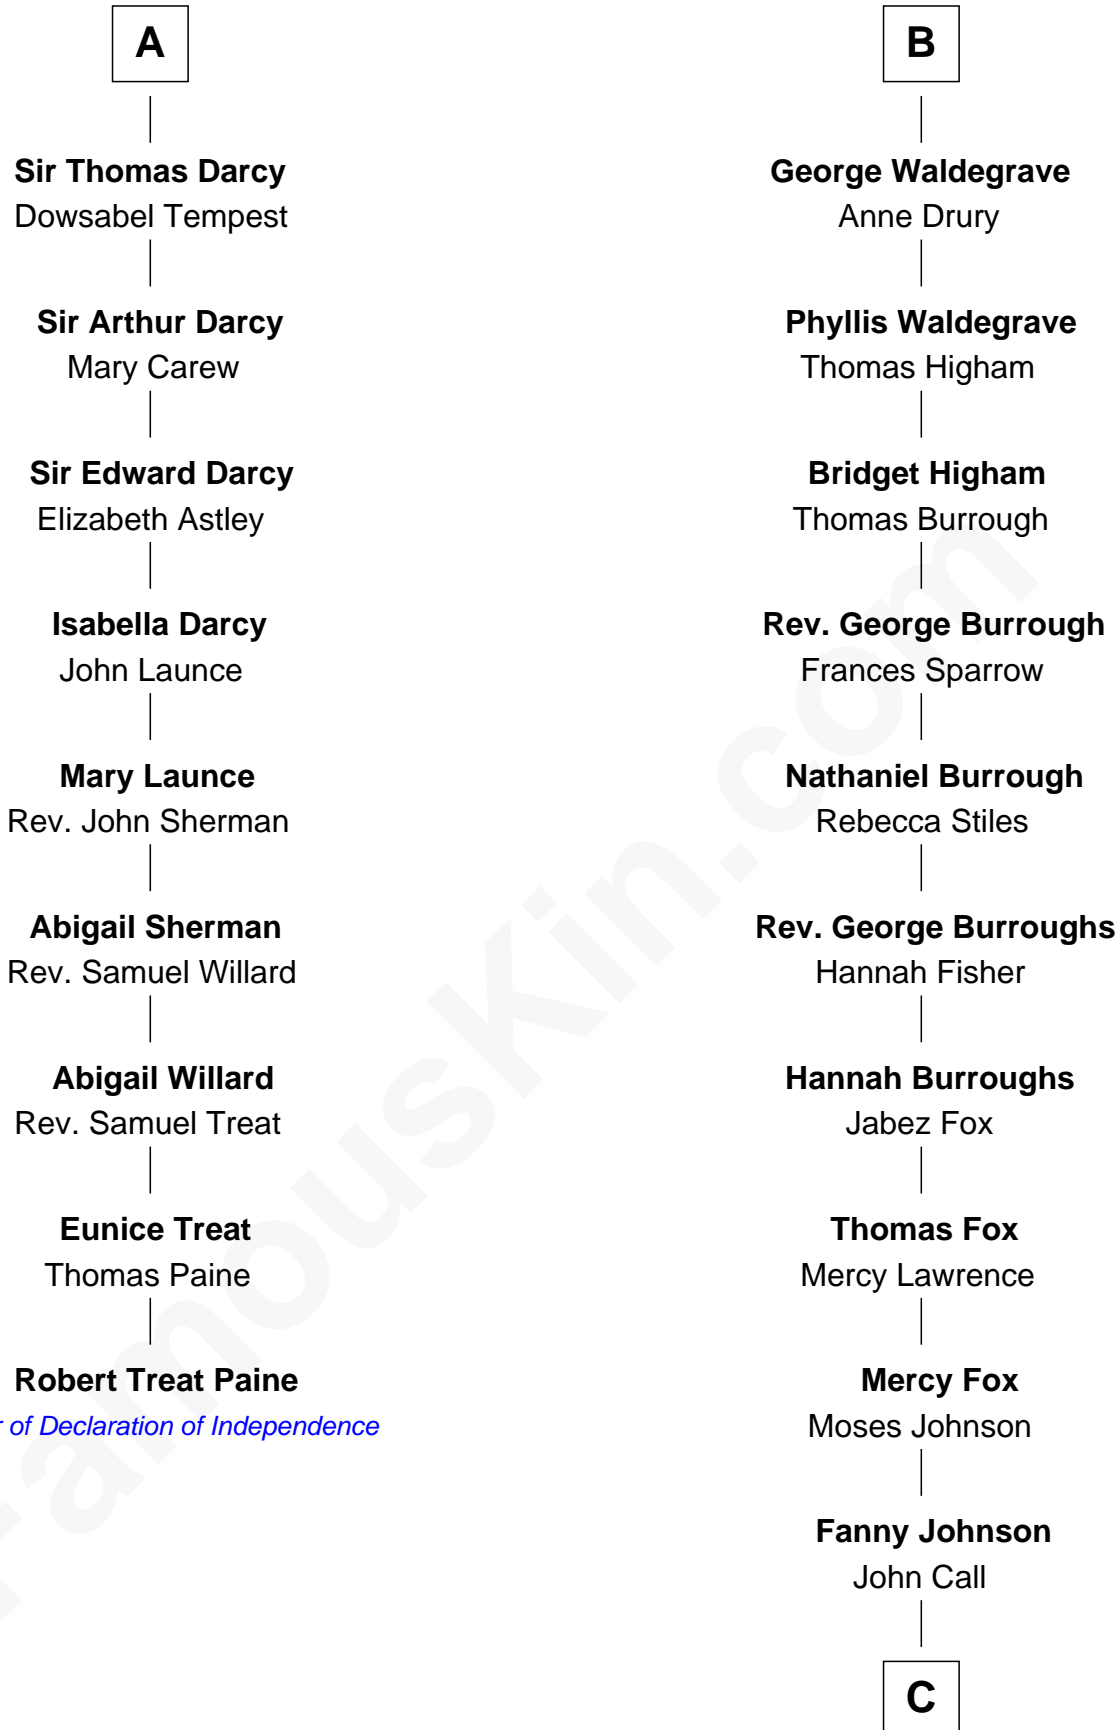 A
Sir Thomas Darcy
Dowsabel Tempest
Sir Arthur Darcy
Mary Carew
Sir Edward Darcy
Elizabeth Astley
Isabella Darcy
John Launce
Mary Launce
Rev. John Sherman
Abigail Sherman
Rev. Samuel Willard
Abigail Willard
Rev. Samuel Treat
Eunice Treat
Thomas Paine
Robert Treat Paine
of Declaration of Independence
B
George Waldegrave
Anne Drury
Phyllis Waldegrave
Thomas Higham
Bridget Higham
Thomas Burrough
Rev. George Burrough
Frances Sparrow
Nathaniel Burrough
Rebecca Stiles
Rev. George Burroughs
Hannah Fisher
Hannah Burroughs
Jabez Fox
Thomas Fox
Mercy Lawrence
Mercy Fox
Moses Johnson
Fanny Johnson
John Call
C
FamousKin.com